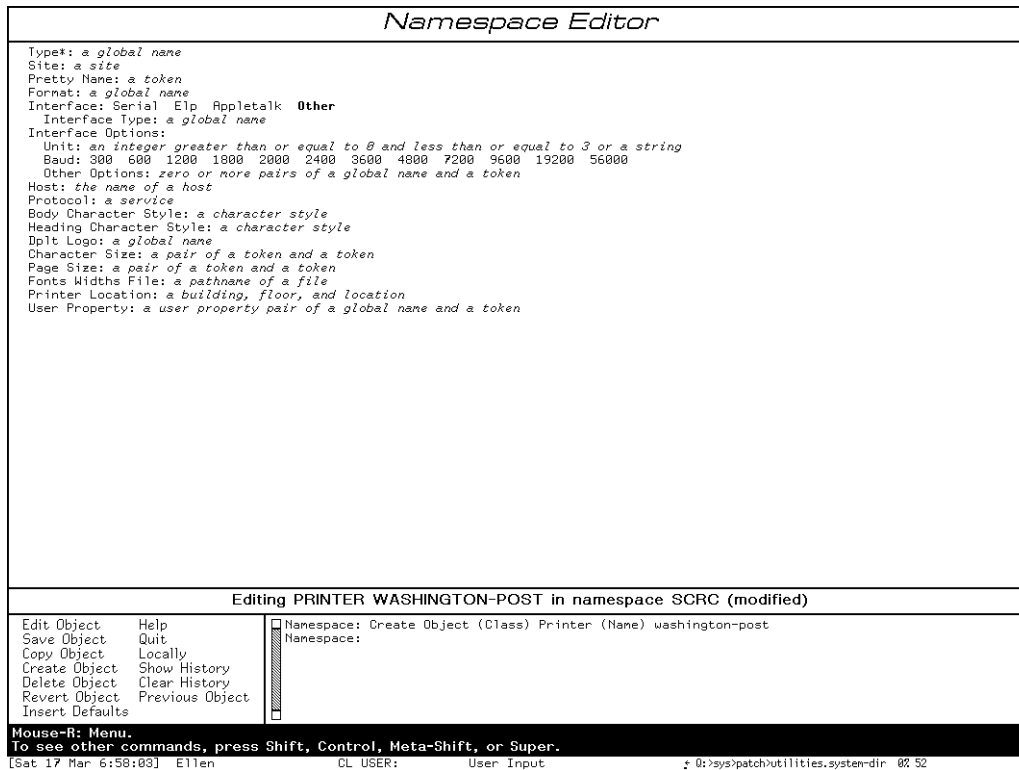 Namespace Editor
Type*: a global name
Site: a site
Pretty Name: a token
Format: a global name
Interface: Serial Elp Appletalk Other
Interface Type: a global name
Interface Options:
Unit: an integer greater than or equal to 0 and less than or equal to 3 or a string
Baud: 300 600 1200 1800 2000 2400 3600 4800 7200 9600 19200 56000
Other Options: zero or more pairs of a global name and a token
Host: the name of a host
Protocol: a service
Body Character Style: a character style
Heading Character Style: a character style
Dplt Logo: a global name
Character Size: a pair of a token and a token
Page Size: a pair of a token and a token
Fonts Widths File: a pathname of a file
Printer Location: a building, floor, and location
User Property: a user property pair of a global name and a token
Editing PRINTER WASHINGTON-POST in namespace SCRC (modified)
Edit Object Help
Save Object Quit
Copy Object Locally
Create Object Show History
Delete Object Clear History
Revert Object Previous Object
Insert Defaults
Namespace: Create Object (Class) Printer (Name) washington-post
Namespace:
Mouse-R: Menu.
To see other commands, press Shift, Control, Meta-Shift, or Super.
[Sat 17 Mar 6:58:03] Ellen CL USER: User Input Q:>sys>patch>utilities.system-dir 0% 52